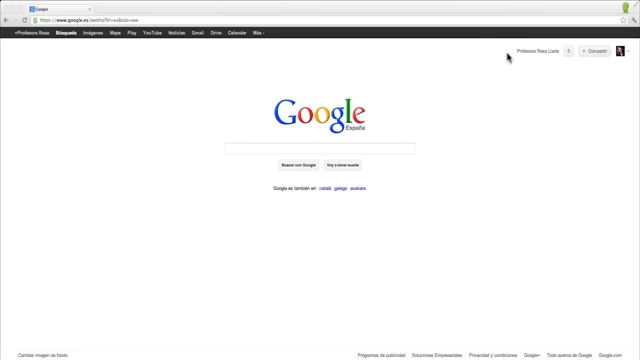 Google
https://www.google.es/webhp?hl=es&tab=ww
+Profesora Rosa Búsqueda Imágenes Maps Play YouTube Noticias Gmail Drive Calendar Más
Profesora Rosa Liarte 0 + Compartir
Google
España
Buscar con Google Voy a tener suerte
Google.es también en: català galego euskara
Cambiar imagen de fondo Programas de publicidad Soluciones Empresariales Privacidad y condiciones Google+ Todo acerca de Google Google.com